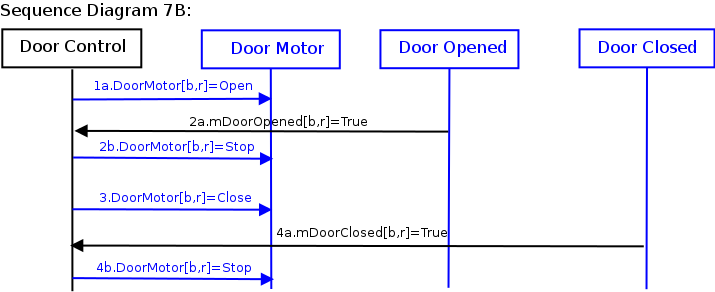 Sequence Diagram 7B:
Door Control
Door Motor
Door Opened
Door Closed
1a.DoorMotor[b,r]=Open
2a.mDoorOpened[b,r]=True
2b.DoorMotor[b,r]=Stop
3.DoorMotor[b,r]=Close
4a.mDoorClosed[b,r]=True
4b.DoorMotor[b,r]=Stop